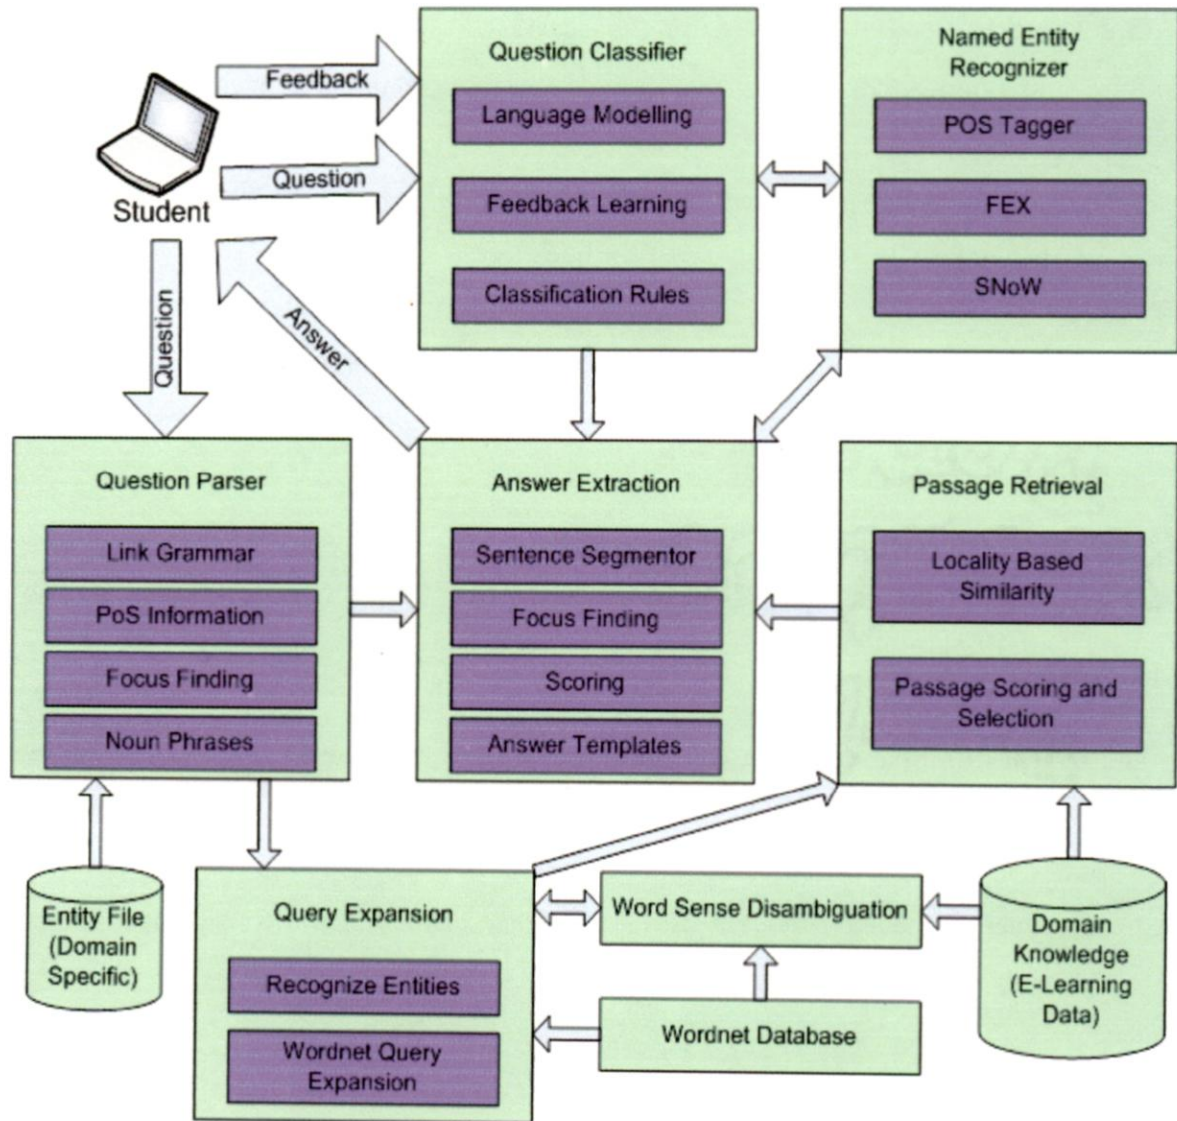 Feedback
Question
Student
Question
Answer
Question Classifier
Language Modelling
Feedback Learning
Classification Rules
Named Entity
Recognizer
POS Tagger
FEX
SNoW
Question Parser
Link Grammar
PoS Information
Focus Finding
Noun Phrases
Answer Extraction
Sentence Segmentor
Focus Finding
Scoring
Answer Templates
Passage Retrieval
Locality Based
Similarity
Passage Scoring and
Selection
Entity File
(Domain
Specific)
Query Expansion
Recognize Entities
Wordnet Query
Expansion
Word Sense Disambiguation
Wordnet Database
Domain
Knowledge
(E-Learning
Data)